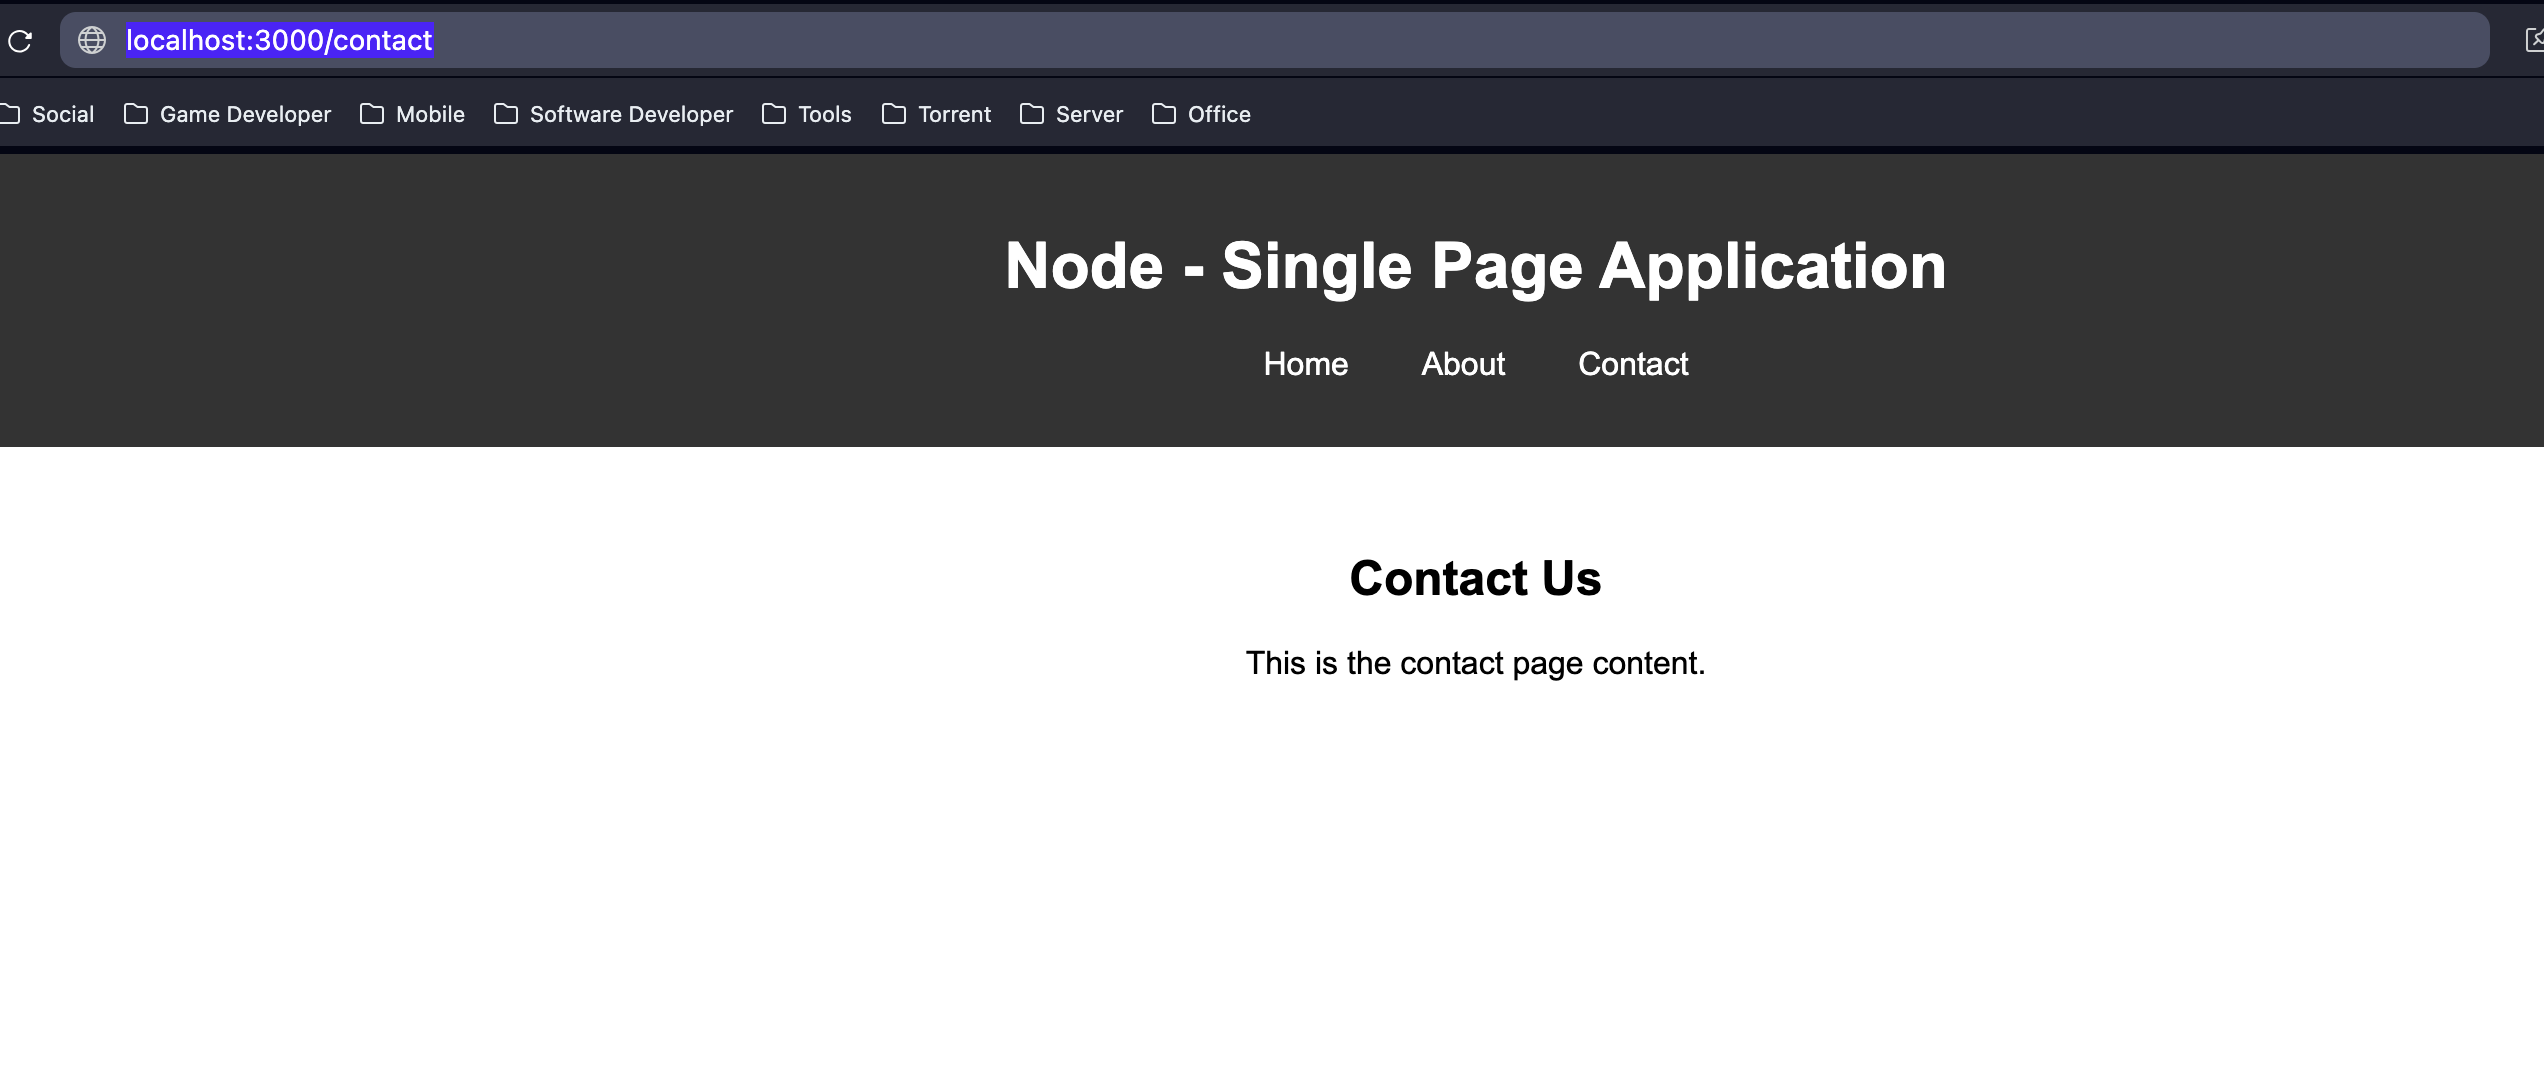 localhost:3000/contact
Social Game Developer Mobile Software Developer Tools Torrent Server Office
Node - Single Page Application
Home About Contact
Contact Us
This is the contact page content.